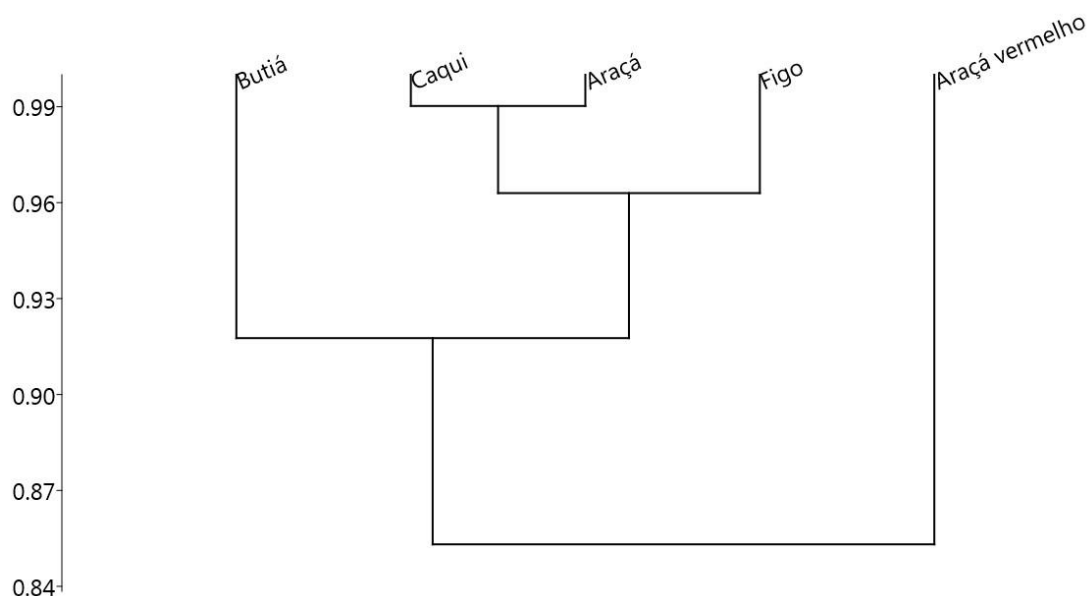 Butiá
Caqui
Araçá
Figo
Araçá vermelho
0.99
0.96
0.93
0.90
0.87
0.84